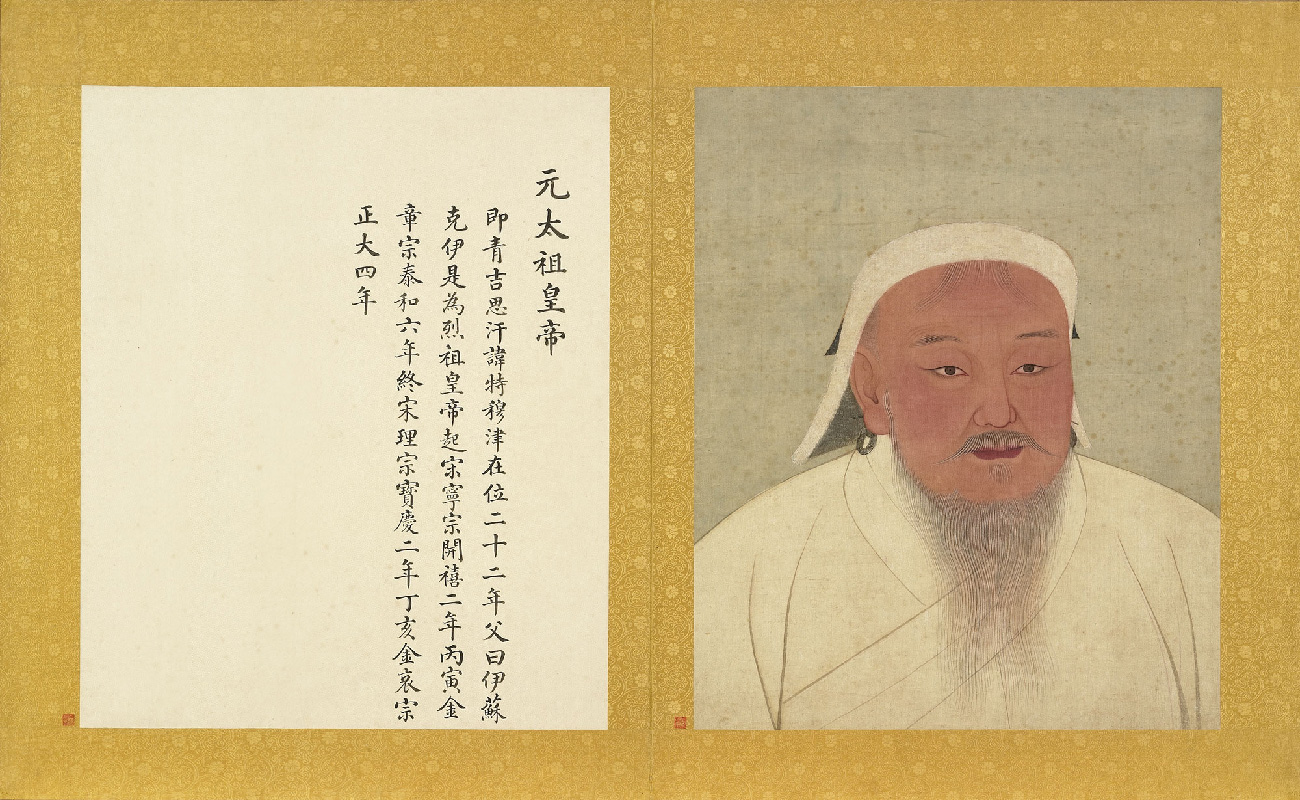 元太祖皇帝
即青吉思汗諱特穆津在位二十二年父曰伊蘇
克伊是為烈祖皇帝起宋寧宗開禧二年丙寅金
章宗泰和六年終宋理宗寶慶二年丁亥金哀宗
正大四年